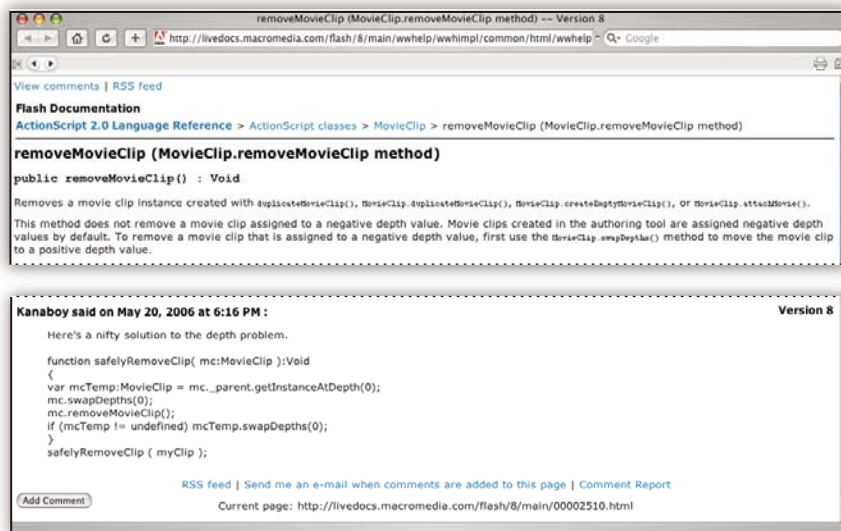 removeMovieClip (MovieClip.removeMovieClip method) -- Version 8
http://livedocs.macromedia.com/flash/8/main/wwhelp/wwhimpl/common/html/wwhelp
Google
View comments | RSS feed
Flash Documentation
ActionScript 2.0 Language Reference > ActionScript classes > MovieClip > removeMovieClip (MovieClip.removeMovieClip method)
removeMovieClip (MovieClip.removeMovieClip method)
public removeMovieClip() : Void
Removes a movie clip instance created with duplicateMovieClip(), MovieClip.duplicateMovieClip(), MovieClip.createEmptyMovieClip(), or MovieClip.attachMovie().
This method does not remove a movie clip assigned to a negative depth value. Movie clips created in the authoring tool are assigned negative depth
values by default. To remove a movie clip that is assigned to a negative depth value, first use the MovieClip.swapDepths() method to move the movie clip
to a positive depth value.
Kanaboy said on May 20, 2006 at 6:16 PM :
Version 8
Here's a nifty solution to the depth problem.
function safelyRemoveClip( mc:MovieClip ):Void
{
var mcTemp:MovieClip = mc._parent.getInstanceAtDepth(0);
mc.swapDepths(0);
mc.removeMovieClip();
if (mcTemp != undefined) mcTemp.swapDepths(0);
}
safelyRemoveClip ( myClip );
RSS feed | Send me an e-mail when comments are added to this page | Comment Report
Add Comment
Current page: http://livedocs.macromedia.com/flash/8/main/00002510.html